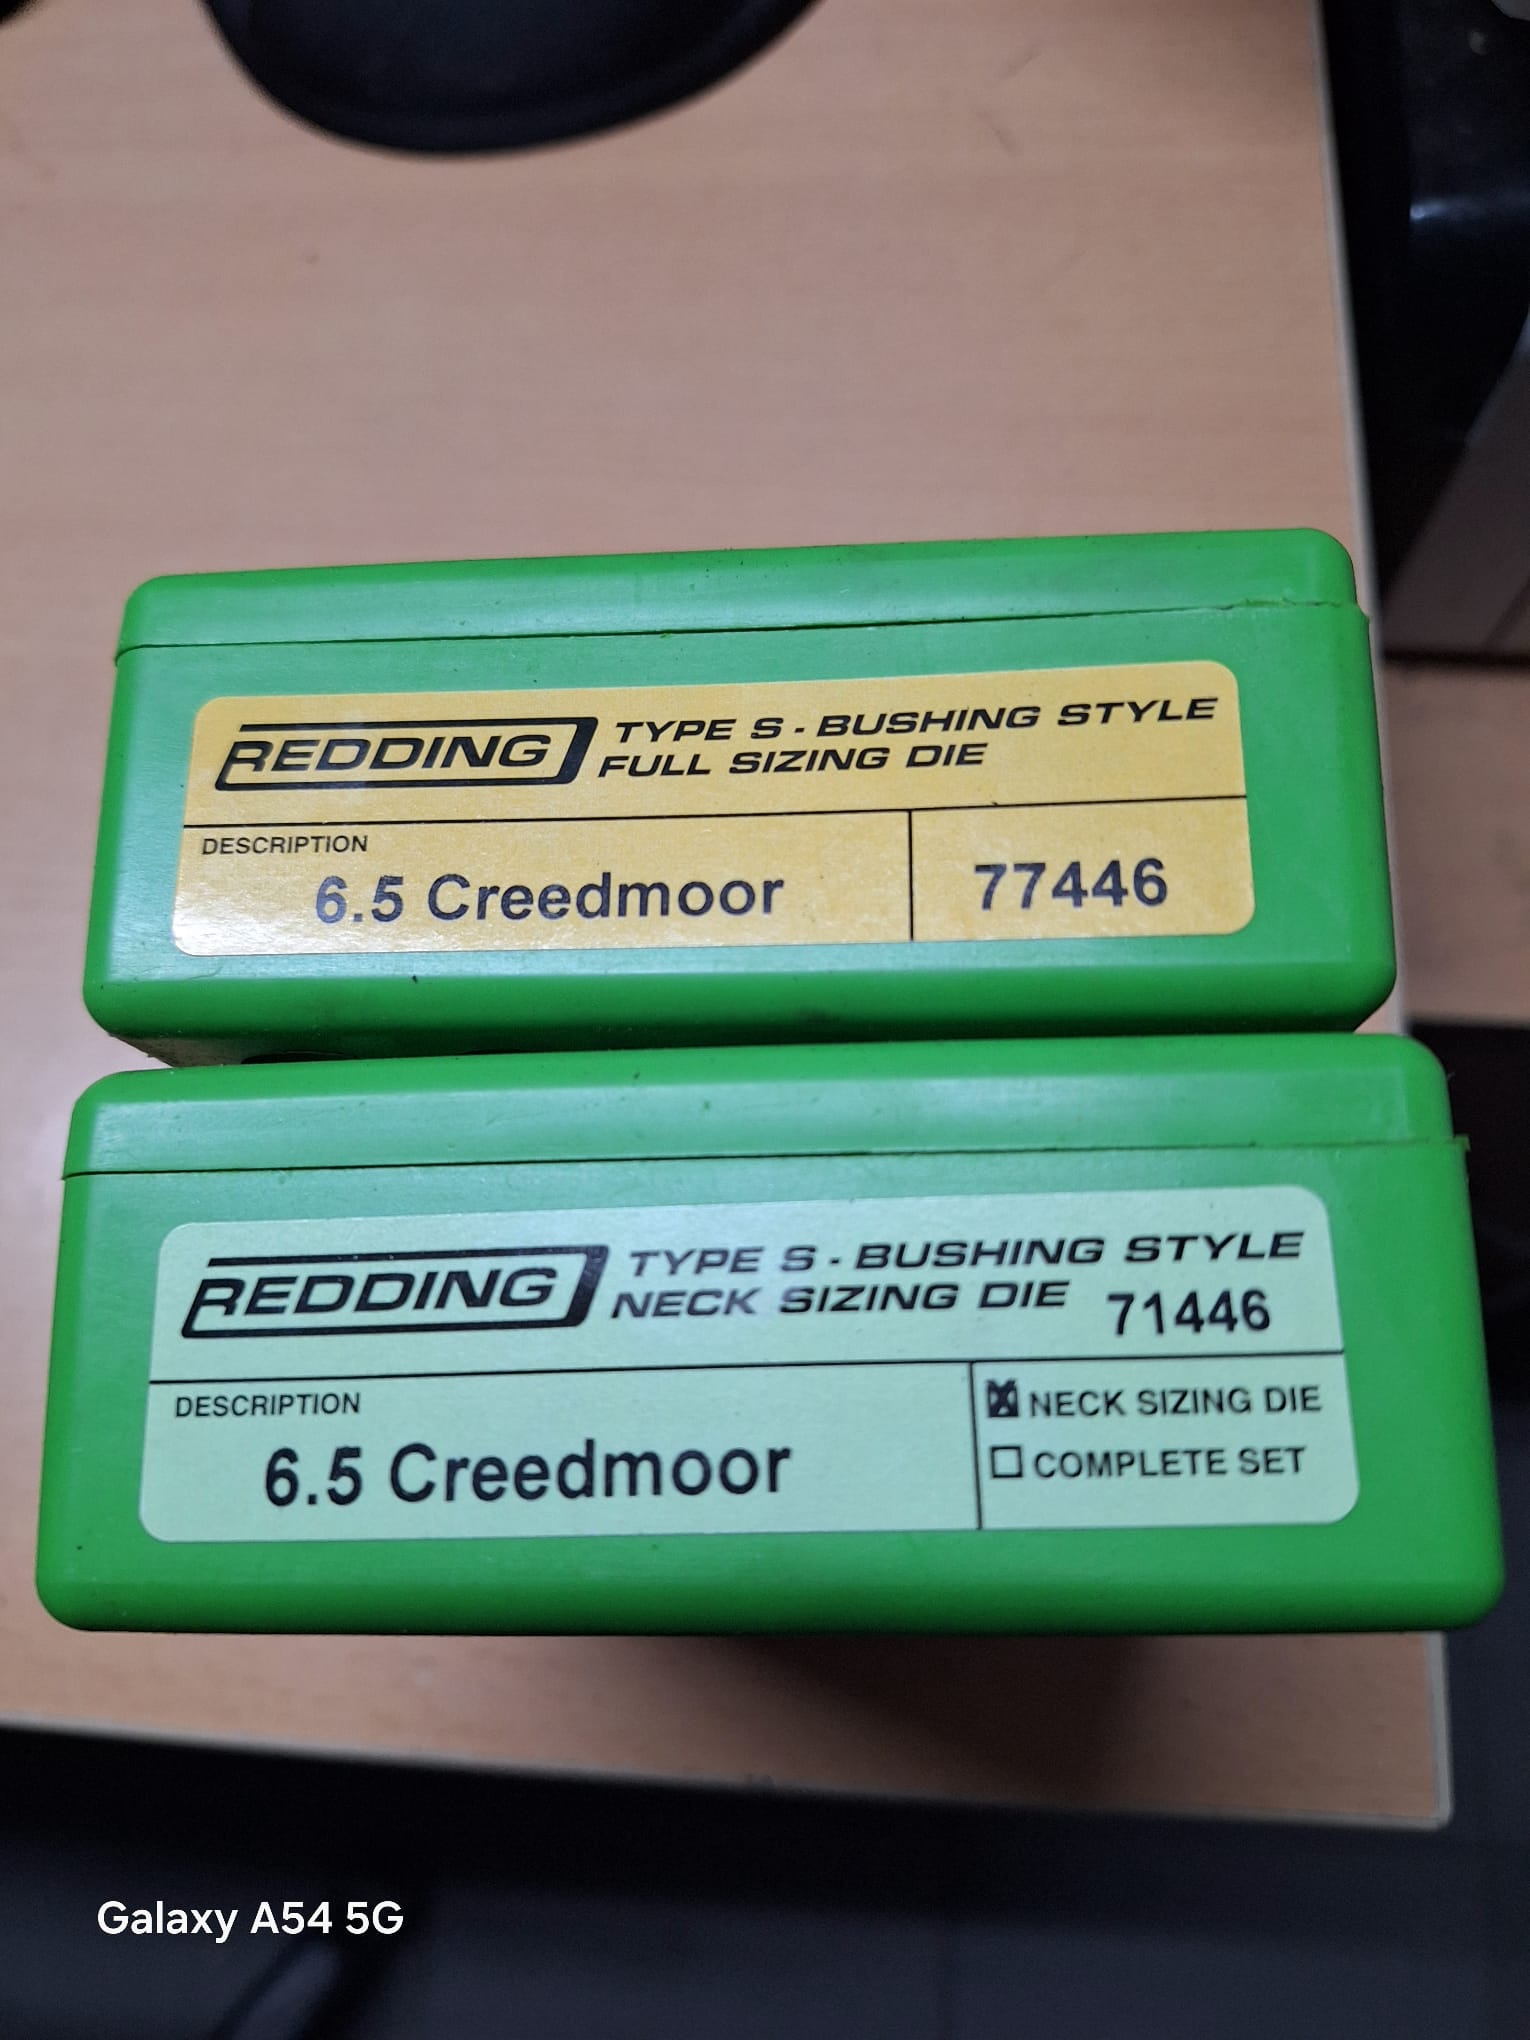 REDDING TYPE S - BUSHING STYLE
FULL SIZING DIE
DESCRIPTION
6.5 Creedmoor 77446
REDDING TYPE S - BUSHING STYLE
NECK SIZING DIE 71446
DESCRIPTION
NECK SIZING DIE
6.5 Creedmoor
COMPLETE SET
Galaxy A54 5G